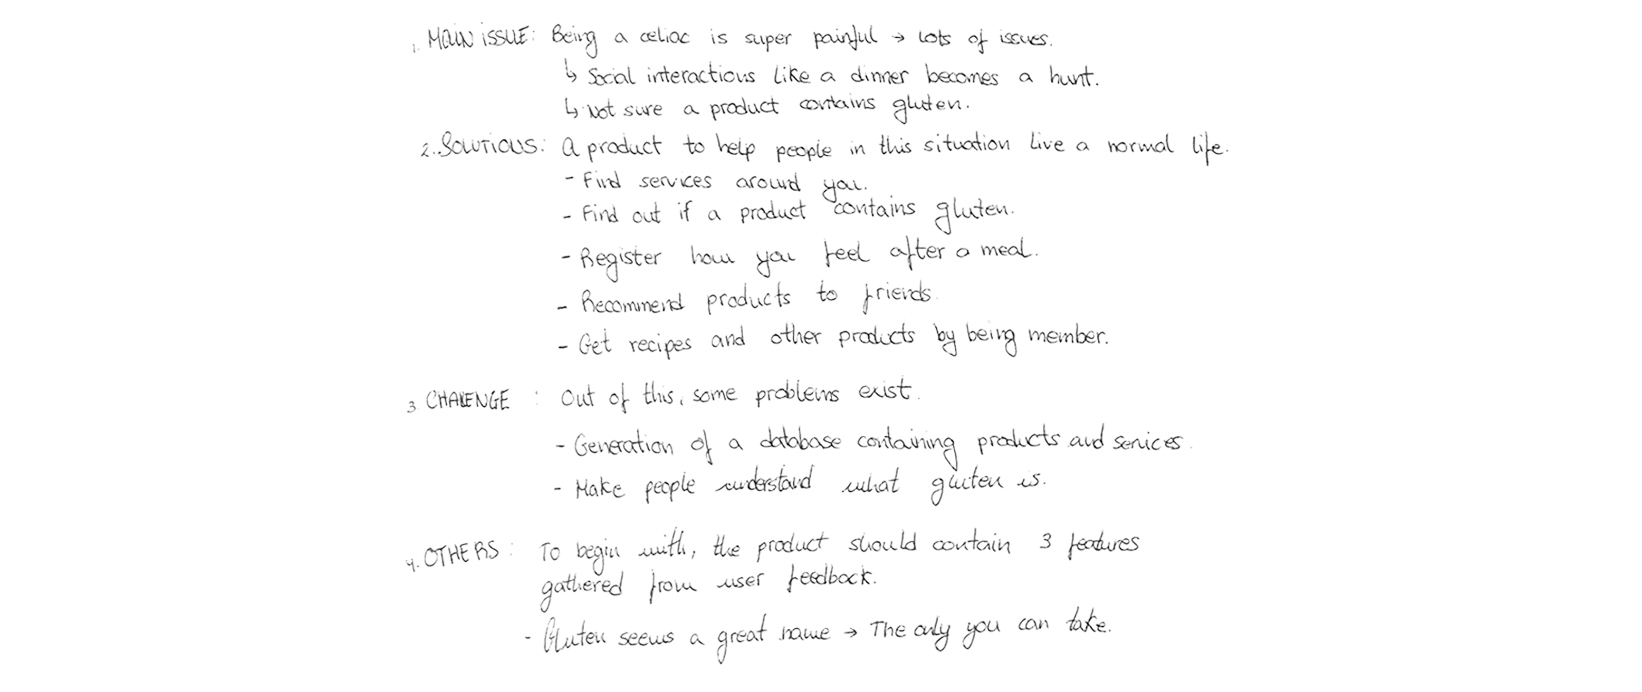 1. MAIN ISSUE: Being a celiac is super painful → Lots of issues.
↳ Social interactions like a dinner becomes a hunt.
↳ Not sure a product contains gluten.
2. SOLUTIONS: A product to help people in this situation live a normal life.
- Find services around you.
- Find out if a product contains gluten.
- Register how you feel after a meal.
- Recommend products to friends.
- Get recipes and other products by being member.
3 CHALENGE : Out of this, some problems exist.
- Generation of a database containing products and services.
- Make people understand what gluten is.
4. OTHERS: To begin with, the product should contain 3 features
gathered from user feedback.
- Gluten seems a great name → The only you can take.